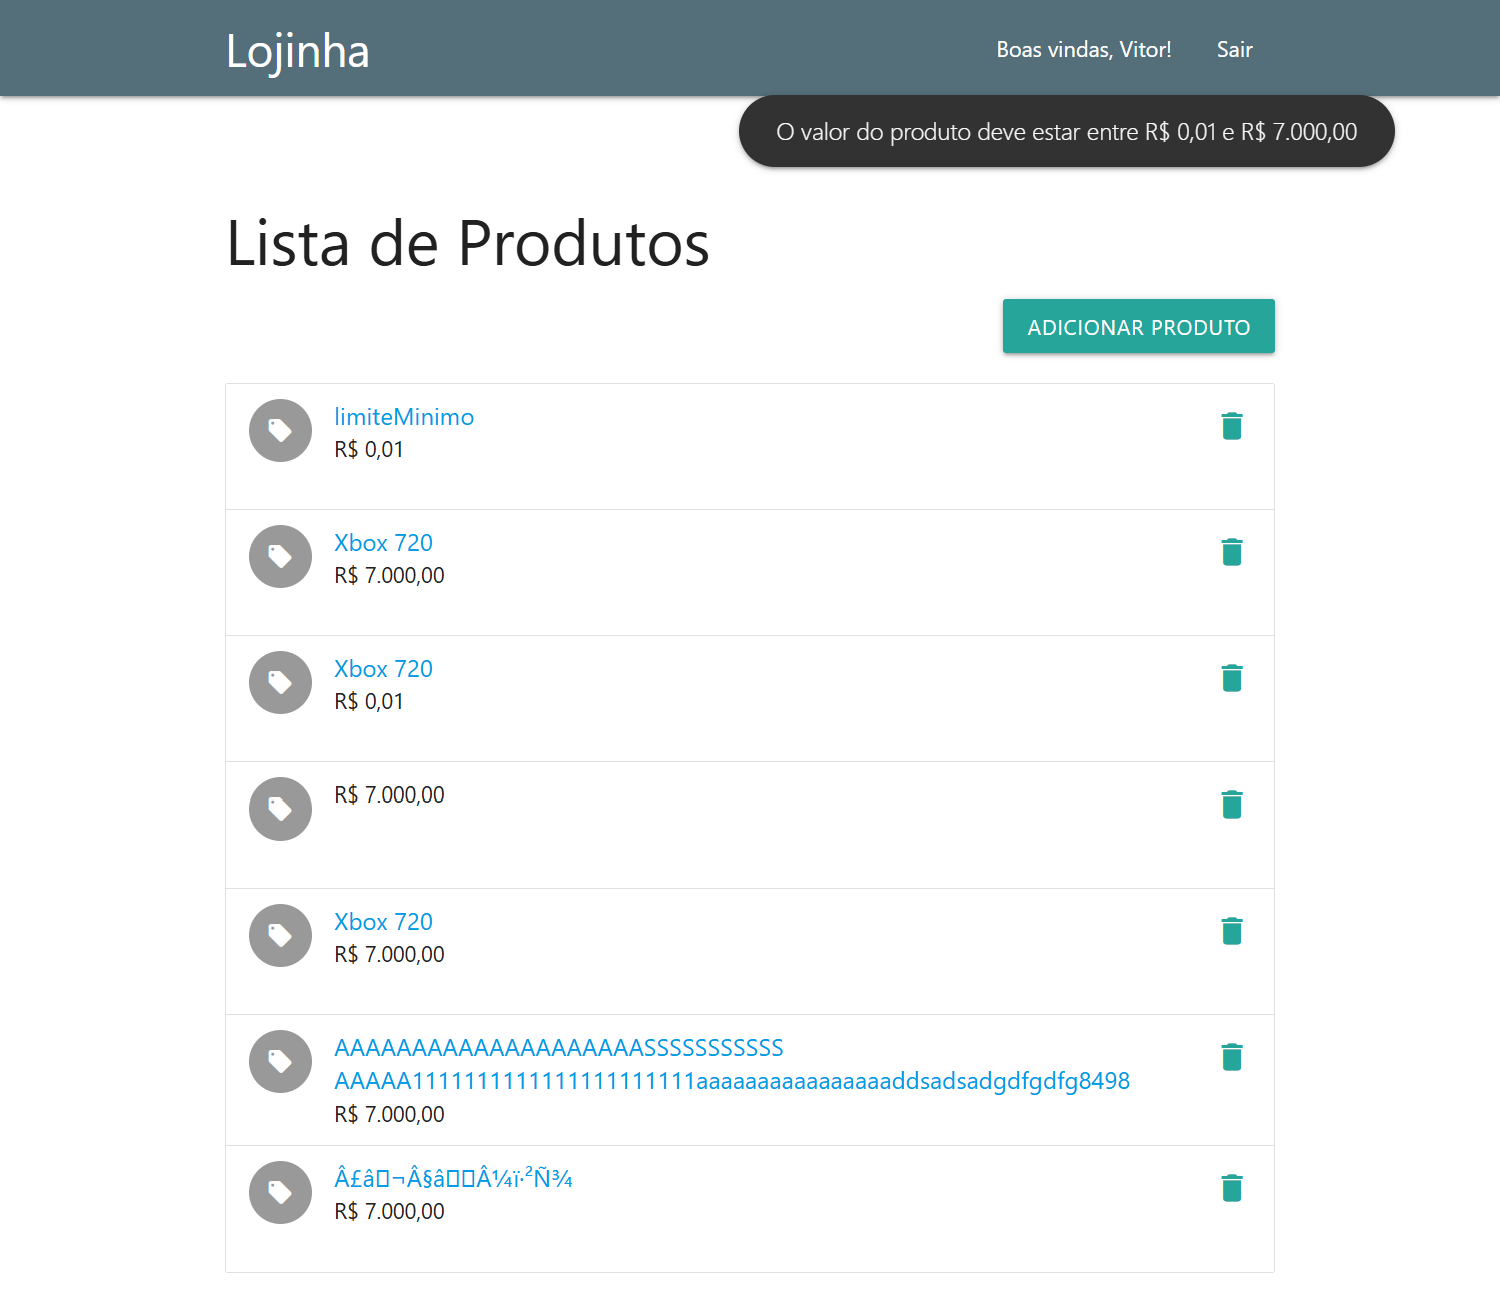 Lojinha
Boas vindas, Vitor!
Sair
O valor do produto deve estar entre R$ 0,01 e R$ 7.000,00
Lista de Produtos
ADICIONAR PRODUTO
limiteMinimo
R$ 0,01
Xbox 720
R$ 7.000,00
Xbox 720
R$ 0,01
R$ 7.000,00
Xbox 720
R$ 7.000,00
AAAAAAAAAAAAAAAAAAAASSSSSSSSSSS
AAAAA1111111111111111111111aaaaaaaaaaaaaaaaddsadsadgdfgdfg8498
R$ 7.000,00
Â£â□¬Â§â□□Â¼ï·²Ñ¾
R$ 7.000,00